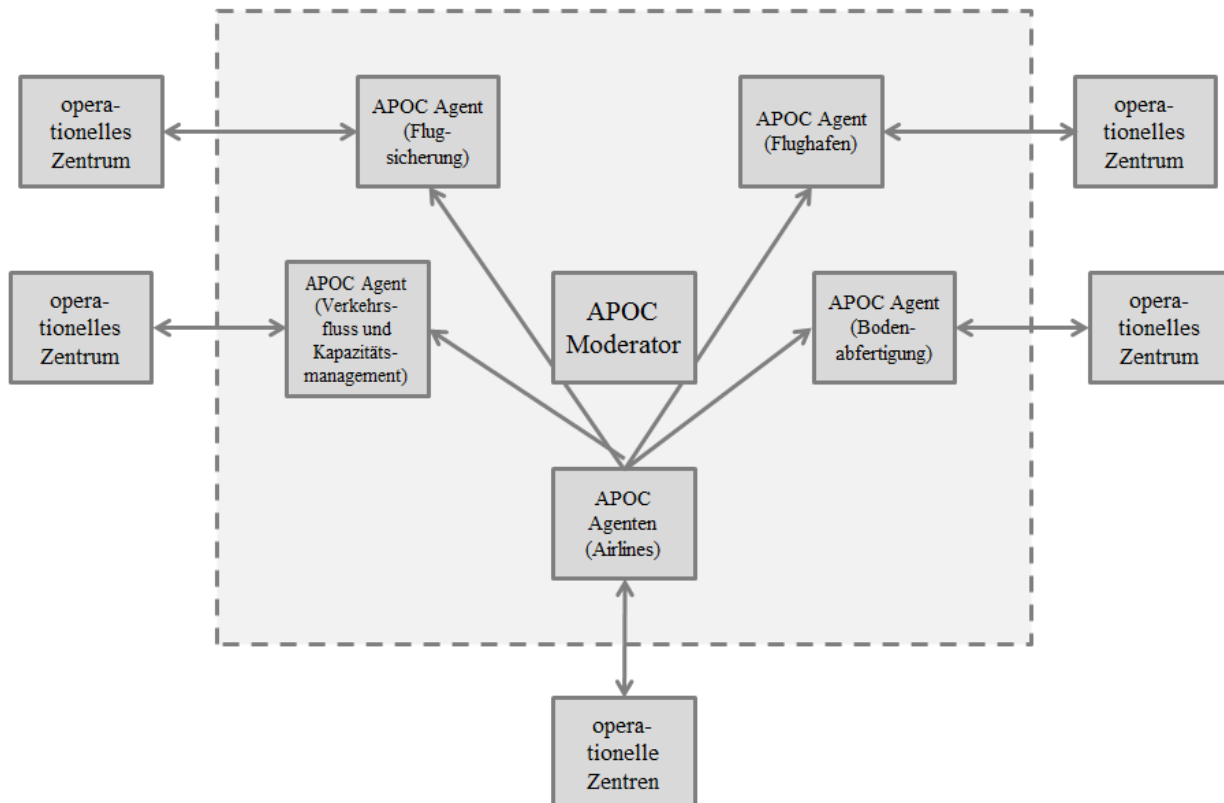 opera-
tionelles
Zentrum
APOC Agent
(Flug-
sicherung)
APOC Agent
(Flughafen)
opera-
tionelles
Zentrum
opera-
tionelles
Zentrum
APOC Agent
(Verkehrs-
fluss und
Kapazitäts-
management)
APOC
Moderator
APOC Agent
(Boden-
abfertigung)
opera-
tionelles
Zentrum
APOC
Agenten
(Airlines)
opera-
tionelle
Zentren